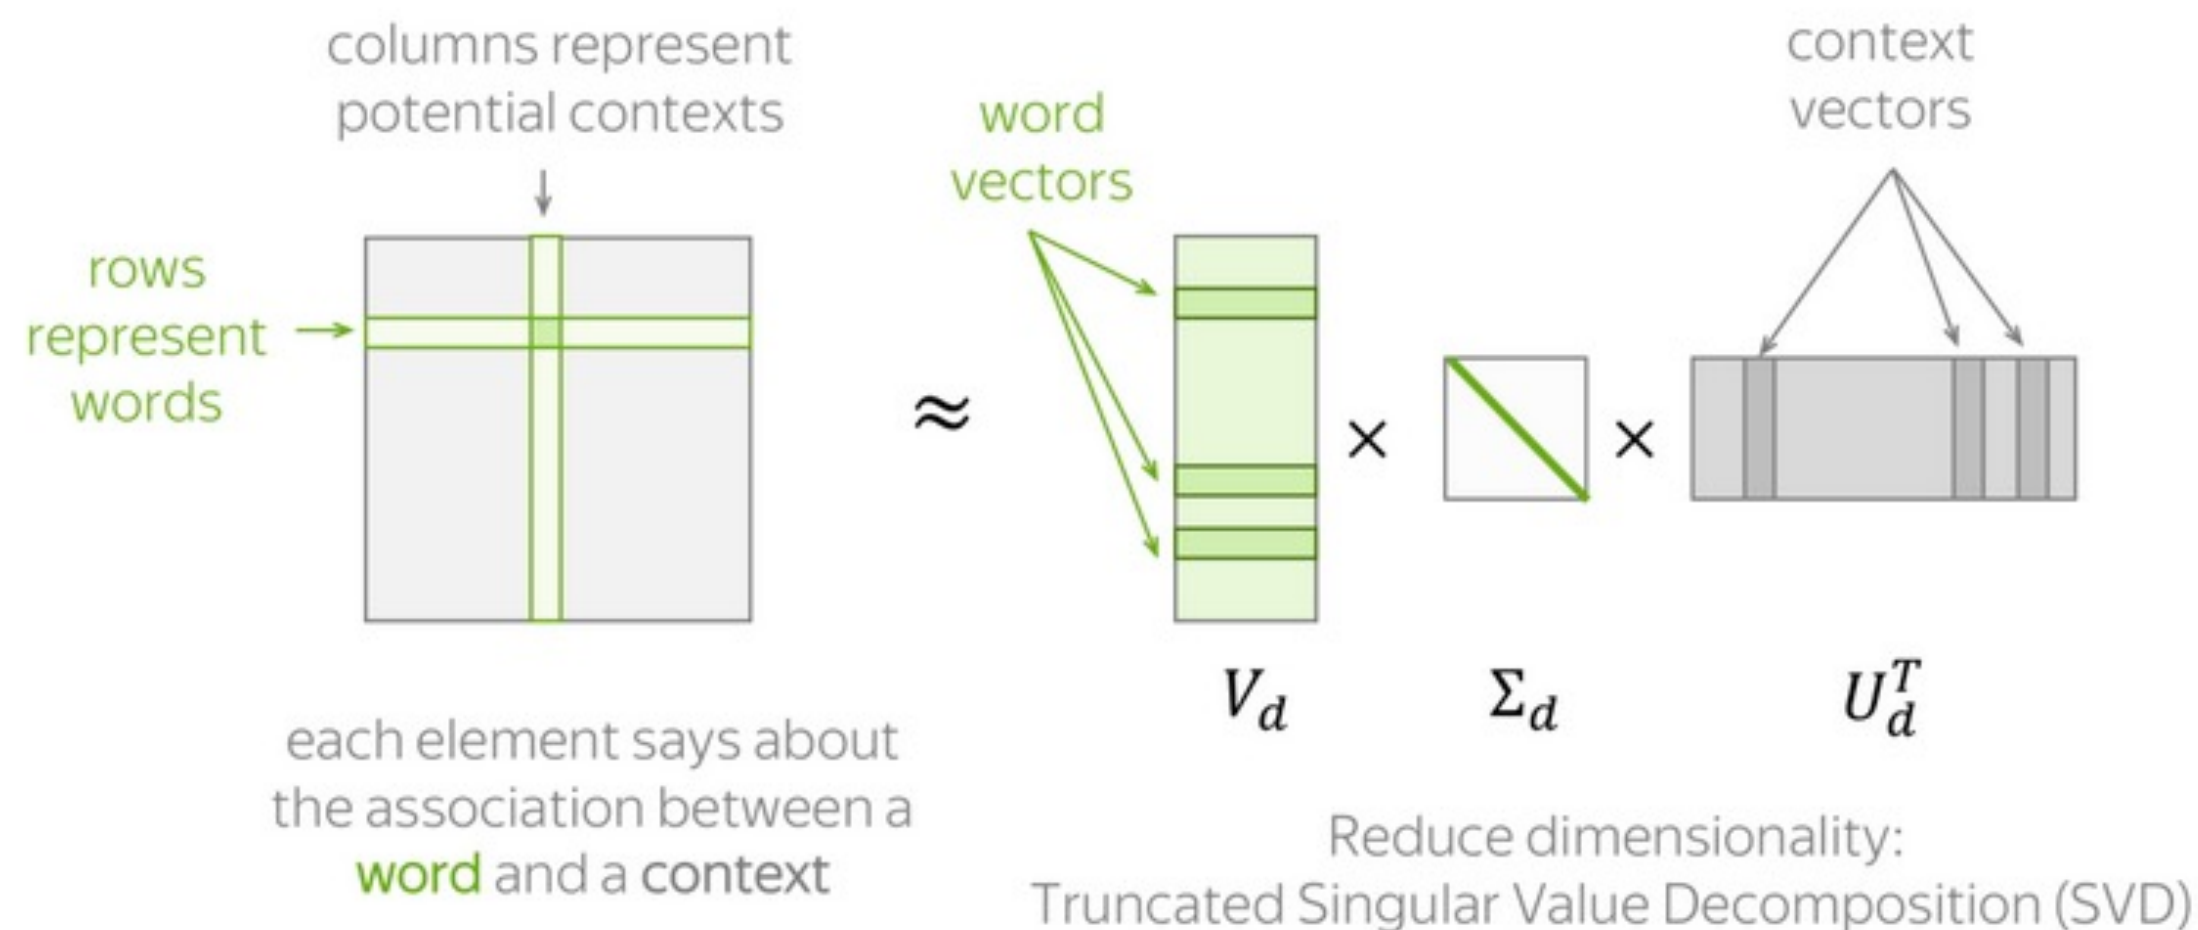 columns represent
potential contexts
context
vectors
word
vectors
rows
represent
words
≈
×
×
V_d
Σ_d
U_d^T
each element says about
the association between a
word and a context
Reduce dimensionality:
Truncated Singular Value Decomposition (SVD)